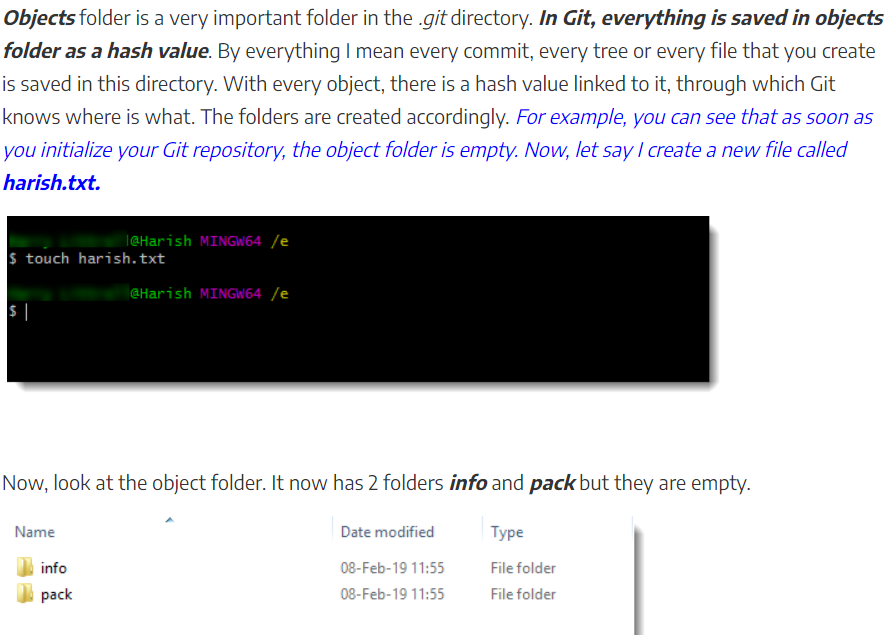 Objects folder is a very important folder in the .git directory. In Git, everything is saved in objects
folder as a hash value. By everything I mean every commit, every tree or every file that you create
is saved in this directory. With every object, there is a hash value linked to it, through which Git
knows where is what. The folders are created accordingly. For example, you can see that as soon as
you initialize your Git repository, the object folder is empty. Now, let say I create a new file called
harish.txt.
@Harish MINGW64 /e
$ touch harish.txt
@Harish MINGW64 /e
$
Now, look at the object folder. It now has 2 folders info and pack but they are empty.
Name Date modified Type
info 08-Feb-19 11:55 File folder
pack 08-Feb-19 11:55 File folder